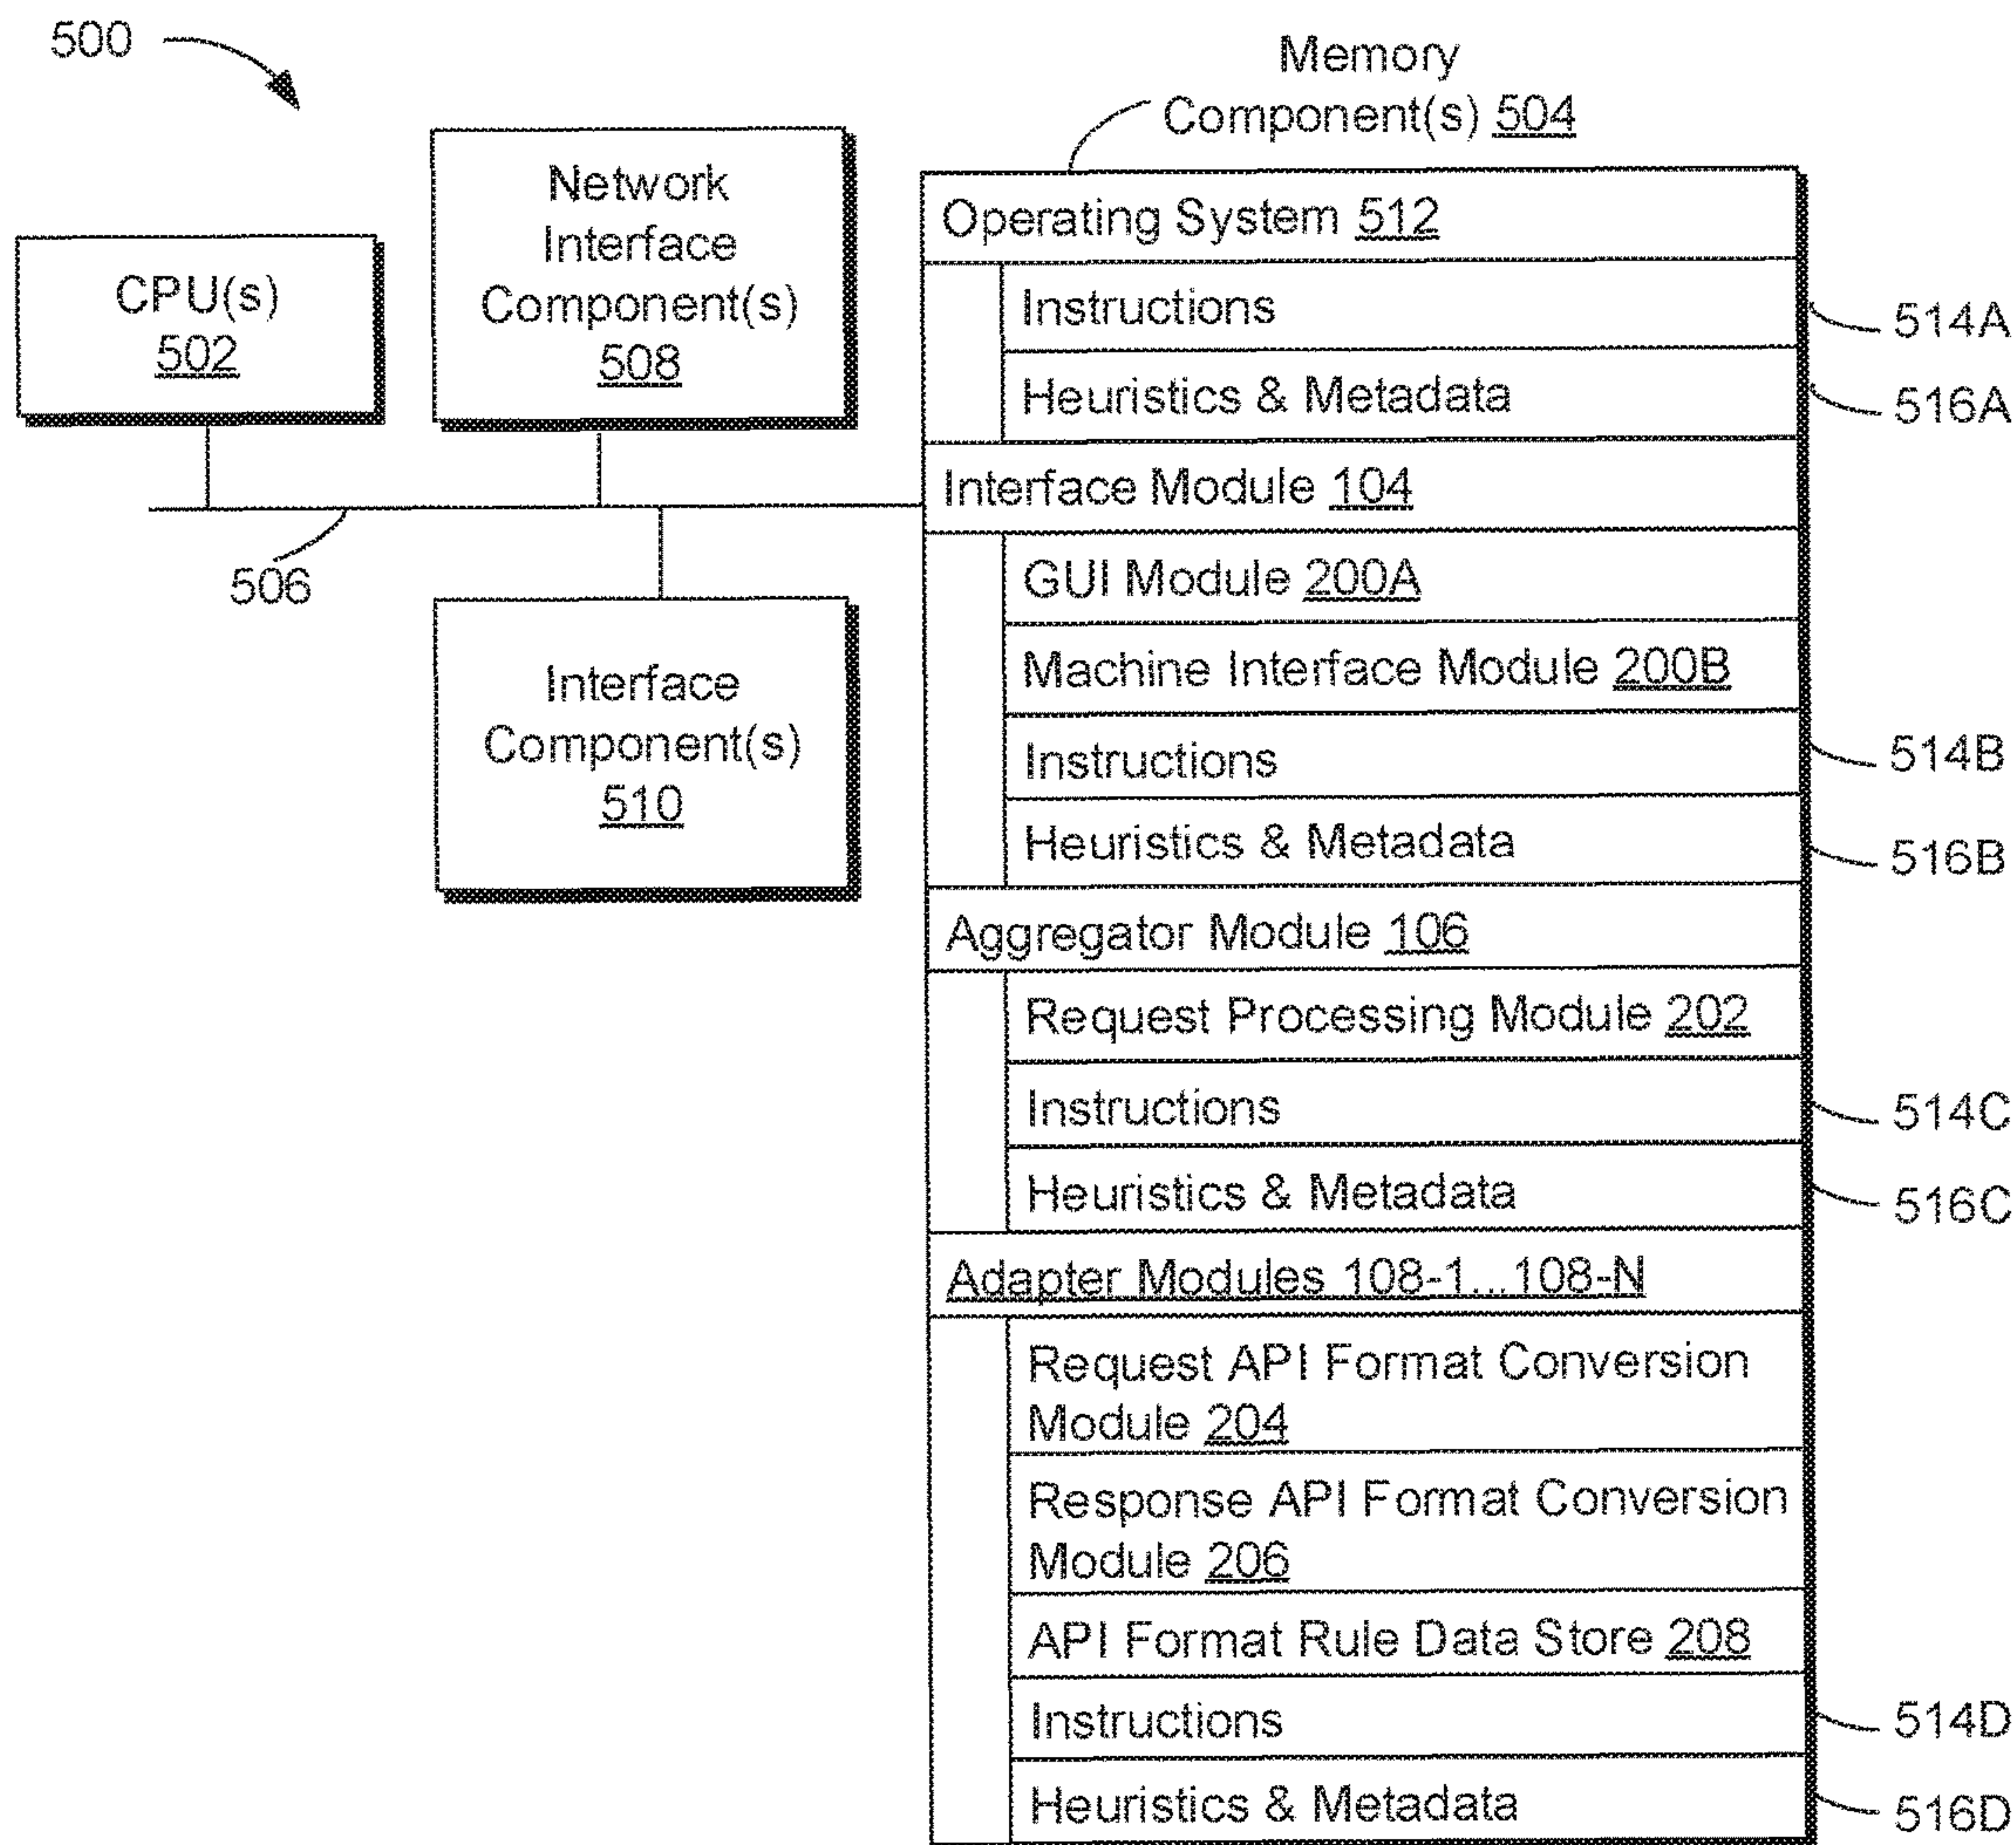 500
Memory
Component(s) 504
CPU(s)
502
Network
Interface
Component(s)
508
506
Interface
Component(s)
510
Operating System 512
Instructions
514A
Heuristics & Metadata
516A
Interface Module 104
GUI Module 200A
Machine Interface Module 200B
Instructions
514B
Heuristics & Metadata
516B
Aggregator Module 106
Request Processing Module 202
Instructions
514C
Heuristics & Metadata
516C
Adapter Modules 108-1...108-N
Request API Format Conversion
Module 204
Response API Format Conversion
Module 206
API Format Rule Data Store 208
Instructions
514D
Heuristics & Metadata
516D